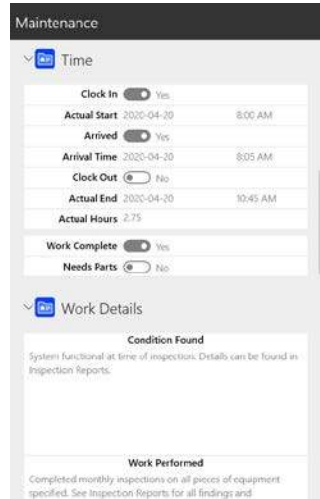 Maintenance
Time
Clock In Yes
Actual Start 2020-04-20 8:00 AM
Arrived Yes
Arrival Time 2020-04-20 8:05 AM
Clock Out No
Actual End 2020-04-20 10:45 AM
Actual Hours 2.75
Work Complete Yes
Needs Parts No
Work Details
Condition Found
System functional at time of inspection. Details can be found in
Inspection Reports.
Work Performed
Completed monthly inspections on all pieces of equipment
specified. See Inspection Reports for all findings and